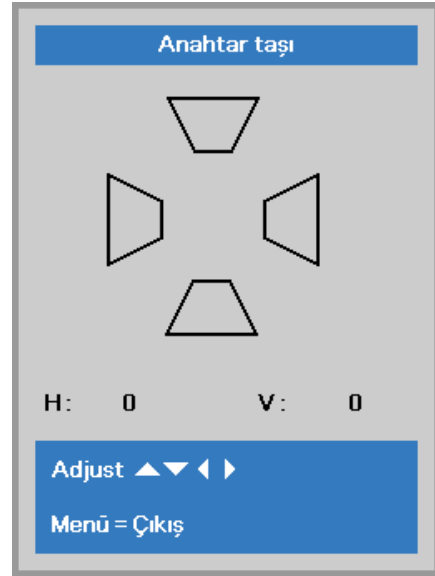 Anahtar taşı
H: 0 V: 0
Adjust ▲▼◀▶
Menü = Çıkış